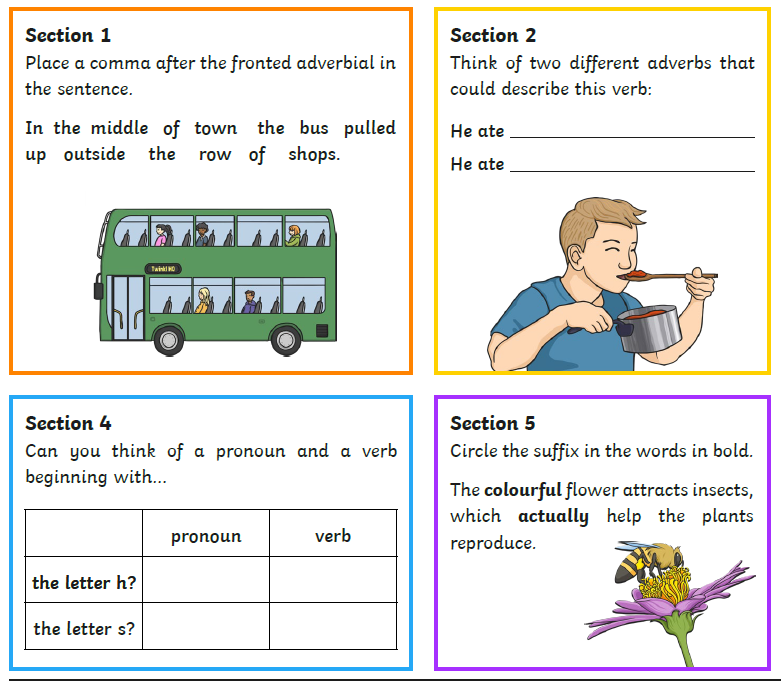 Section 1
Place a comma after the fronted adverbial in
the sentence.
In the middle of town the bus pulled
up outside the row of shops.
Twinkl HQ
Section 2
Think of two different adverbs that
could describe this verb:
He ate
He ate
Section 4
Can you think of a pronoun and a verb
beginning with...
pronoun verb
the letter h?
the letter s?
Section 5
Circle the suffix in the words in bold.
The colourful flower attracts insects,
which actually help the plants
reproduce.